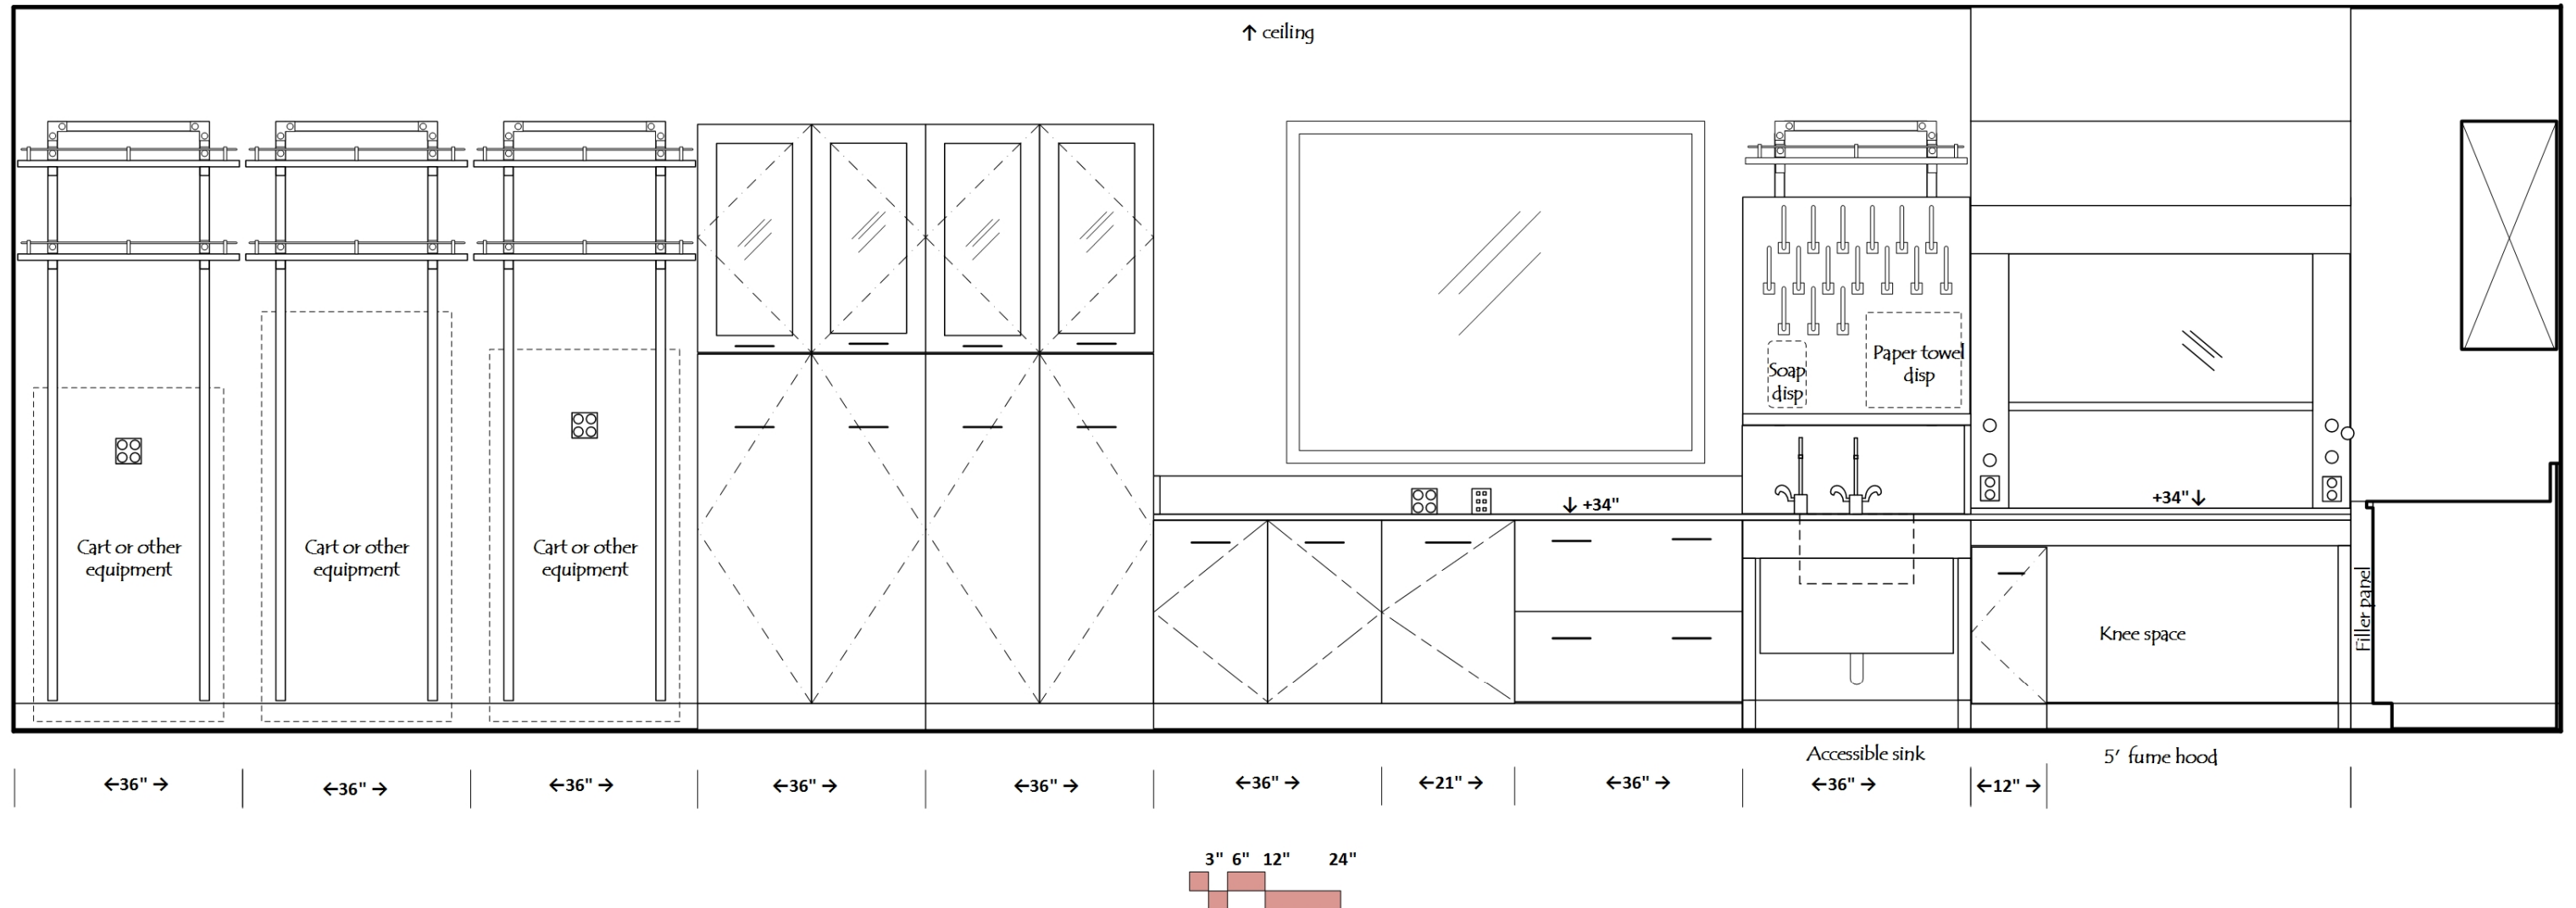 ↑ ceiling
Paper towel
disp
Soap
disp
↓ +34"
+34"↓
Cart or other
equipment
Cart or other
equipment
Cart or other
equipment
Filler panel
Knee space
Accessible sink
5' fume hood
←36" →
←36" →
←36" →
←36" →
←36" →
←36" →
←21" →
←36" →
←36" →
←12" →
3" 6" 12" 24"